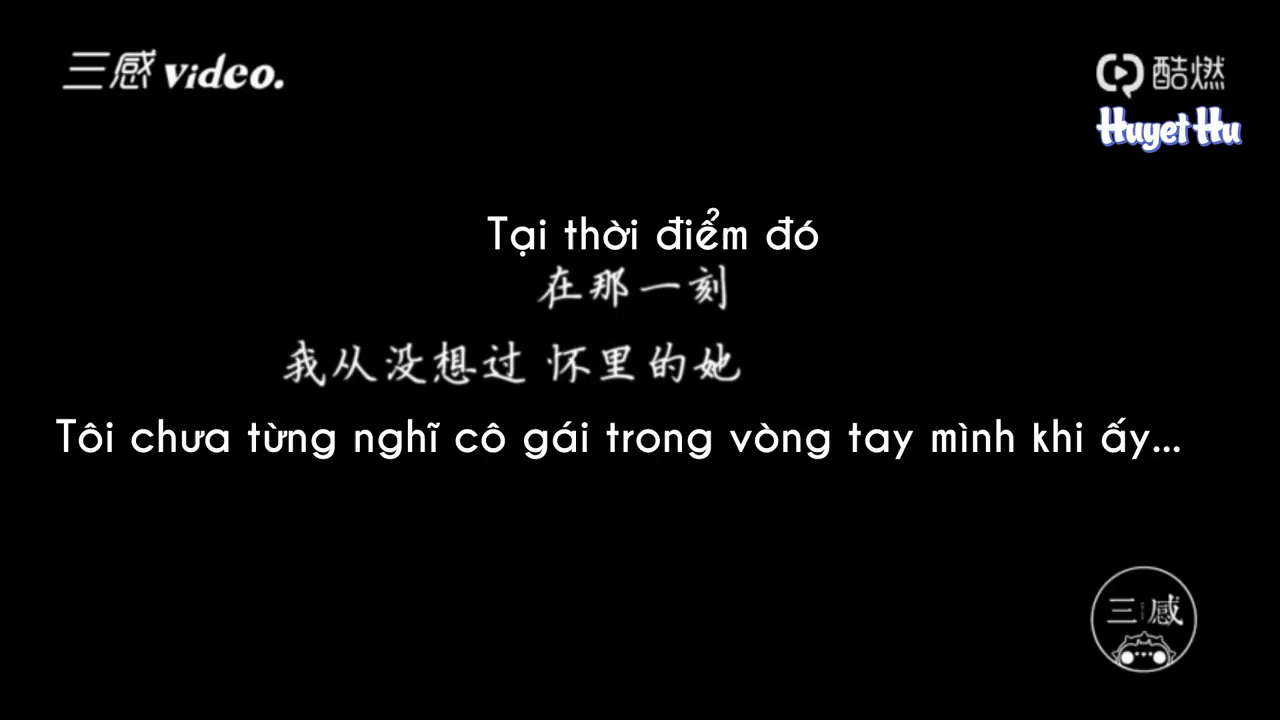 三感 video.
酷燃
Huyet Hu
Tại thời điểm đó
在那一刻
我从没想过 怀里的她
Tôi chưa từng nghĩ cô gái trong vòng tay mình khi ấy...
三感